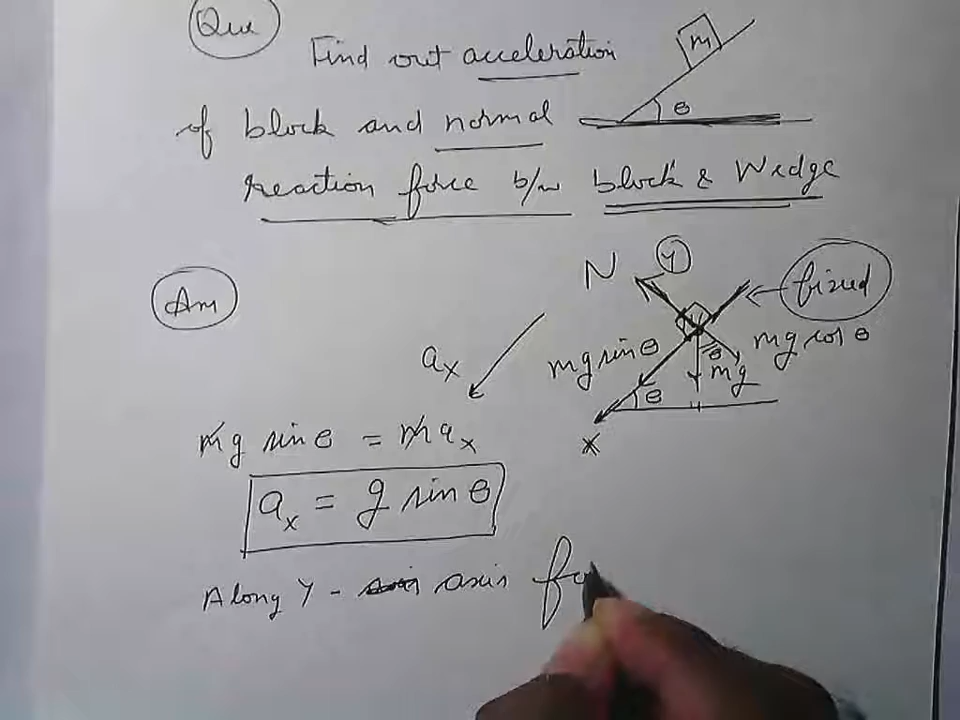 Que
Find out acceleration
m
θ
of block and normal
reaction force b/w block & Wedge
Ans
N
Y
fixed
mg sinθ
mg cosθ
θ
mg
θ
X
ax
mg sinθ = max
ax = g sinθ
Along Y - axis fo